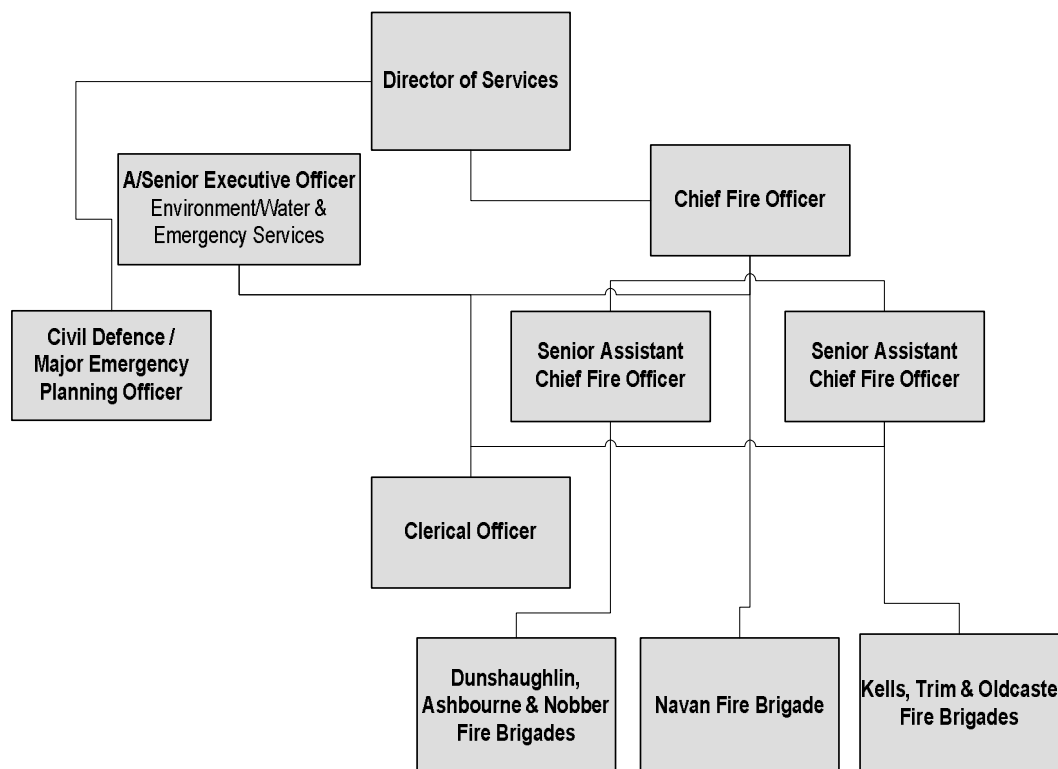 Director of Services
A/Senior Executive Officer
Environment/Water &
Emergency Services
Chief Fire Officer
Civil Defence /
Major Emergency
Planning Officer
Senior Assistant
Chief Fire Officer
Senior Assistant
Chief Fire Officer
Clerical Officer
Dunshaughlin,
Ashbourne & Nobber
Fire Brigades
Navan Fire Brigade
Kells, Trim & Oldcaste
Fire Brigades